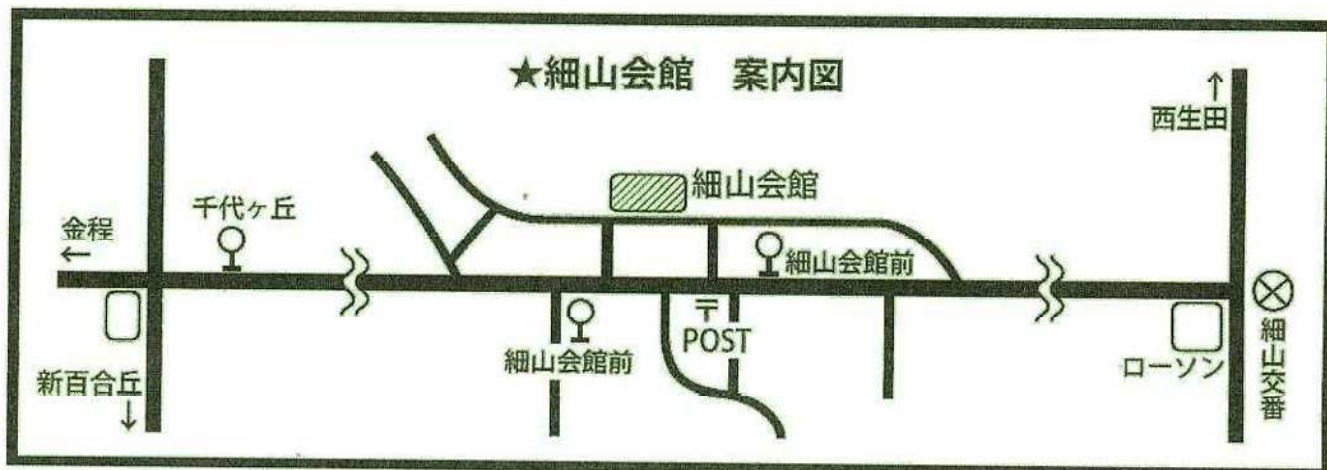 ★細山会館 案内図
↑
西生田
細山会館
千代ヶ丘
金程
←
細山会館前
〒
POST
細山会館前
ローソン
細山交番
新百合丘
↓